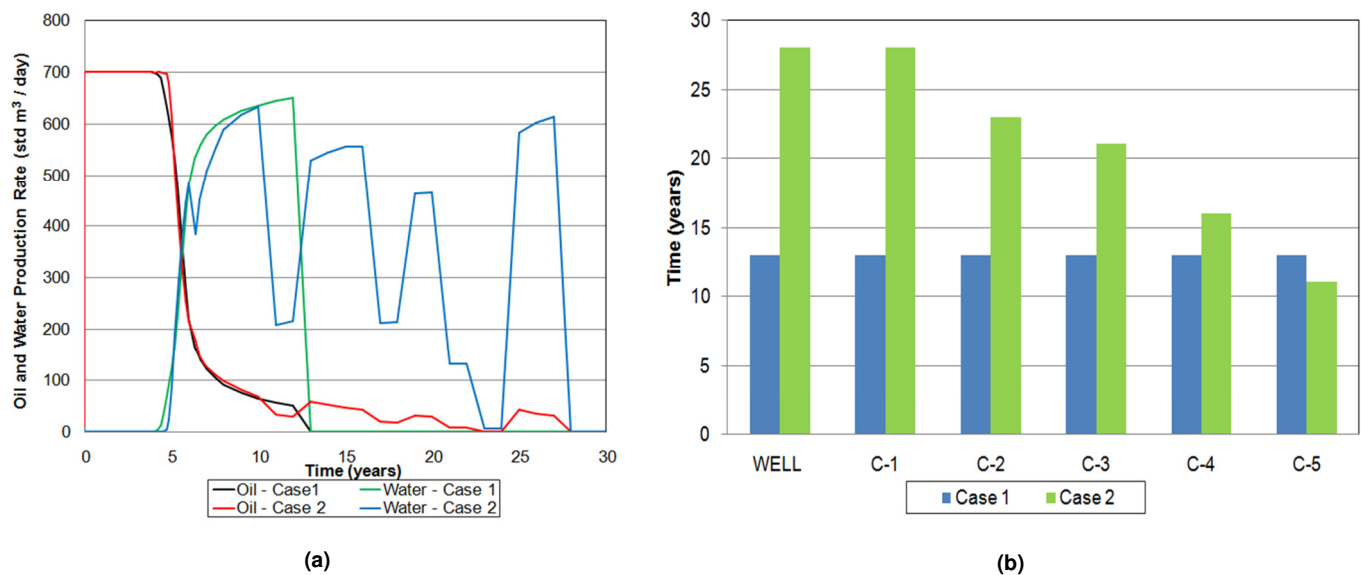 800
700
600
500
400
300
200
100
0
Oil and Water Production Rate (std m³ / day)
0 5 10 15 20 25 30
Time (years)
Oil - Case1 Water - Case 1
Oil - Case 2 Water - Case 2
(a)
30
25
20
15
10
5
0
Time (years)
WELL C-1 C-2 C-3 C-4 C-5
Case 1 Case 2
(b)